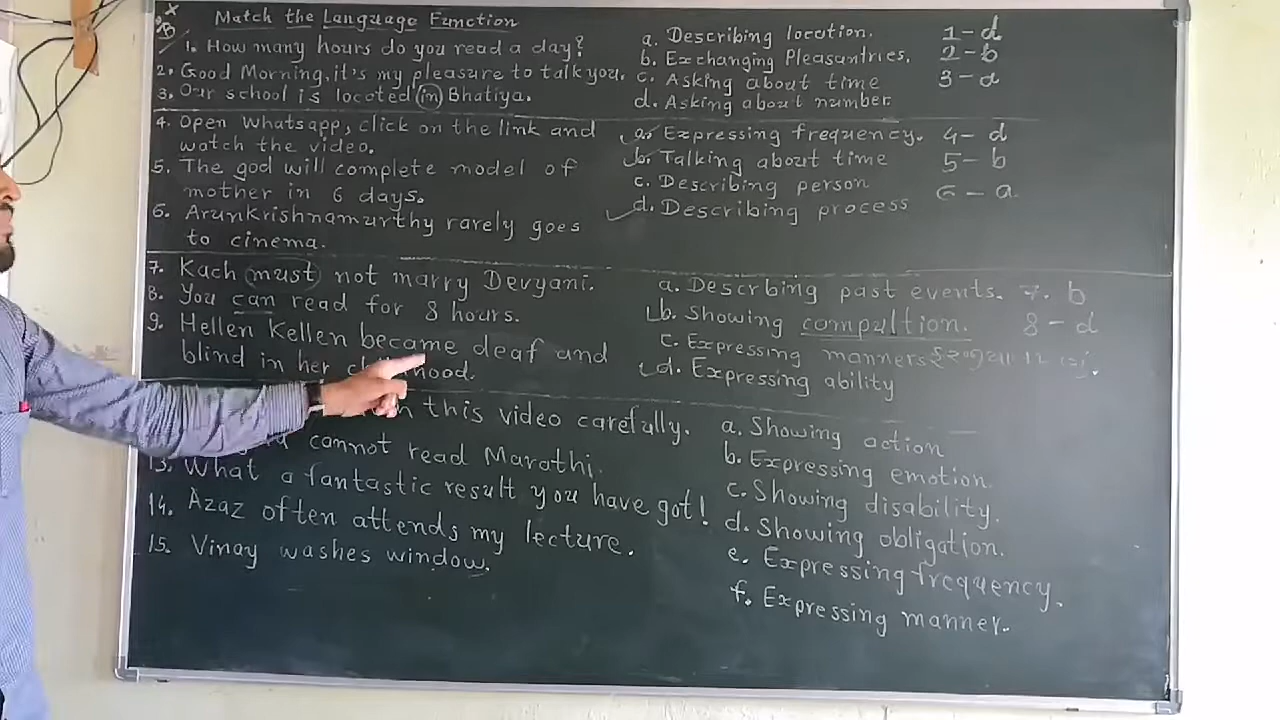 Match the Language Function
1. How many hours do you read a day?
2. Good Morning, it's my pleasure to talk you.
3. Our school is located in Bhatiya.
a. Describing location.
b. Exchanging Pleasantries.
c. Asking about time
d. Asking about number.
1-d
2-b
3-a
4. Open Whatsapp, click on the link and
watch the video.
5. The god will complete model of
mother in 6 days.
6. Arunkrishnamurthy rarely goes
to cinema.
a. Expressing frequency.
b. Talking about time
c. Describing person
d. Describing process
4-d
5-b
6-a
7. Kach must not marry Devyani.
8. You can read for 8 hours.
9. Hellen Kellen became deaf and
blind in her
a. Descrbing past events.
b. Showing compultion.
c. Expressing manners
d. Expressing ability
7. b
8-d
this video carefully.
cannot read Marathi.
13. What a fantastic result you have got!
14. Azaz often attends my lecture.
15. Vinay washes window.
a. Showing action
b. Expressing emotion.
c. Showing disability.
d. Showing obligation.
e. Expressing frequency.
f. Expressing manner.